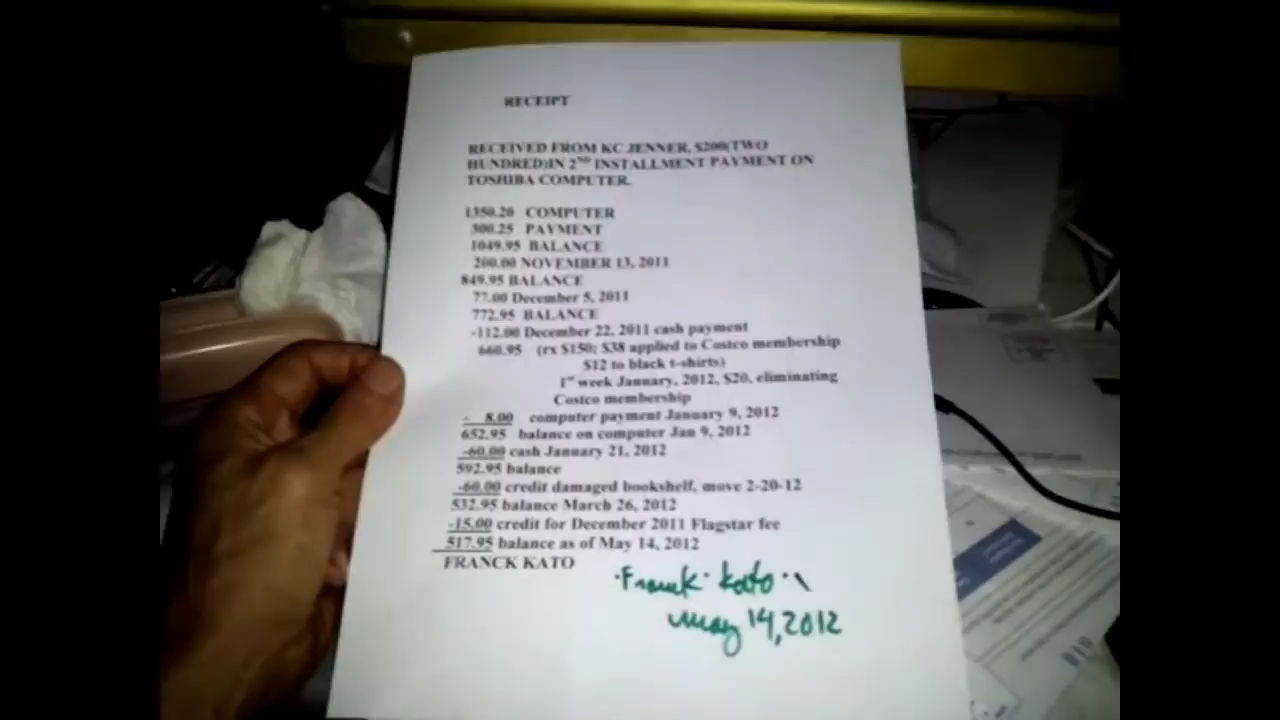 RECEIPT
RECEIVED FROM KC JENNER, $200(TWO
HUNDRED)IN 2ND INSTALLMENT PAYMENT ON
TOSHIBA COMPUTER.
1350.20 COMPUTER
300.25 PAYMENT
1049.95 BALANCE
200.00 NOVEMBER 13, 2011
849.95 BALANCE
77.00 December 5, 2011
772.95 BALANCE
-112.00 December 22, 2011 cash payment
660.95 (rx $150; $38 applied to Costco membership
$12 to black t-shirts)
1st week January, 2012, $20, eliminating
Costco membership
- 8.00 computer payment January 9, 2012
652.95 balance on computer Jan 9, 2012
-60.00 cash January 21, 2012
592.95 balance
-60.00 credit damaged bookshelf, move 2-20-12
532.95 balance March 26, 2012
-15.00 credit for December 2011 Flagstar fee
517.95 balance as of May 14, 2012
FRANCK KATO
Franck Kato
May 14, 2012